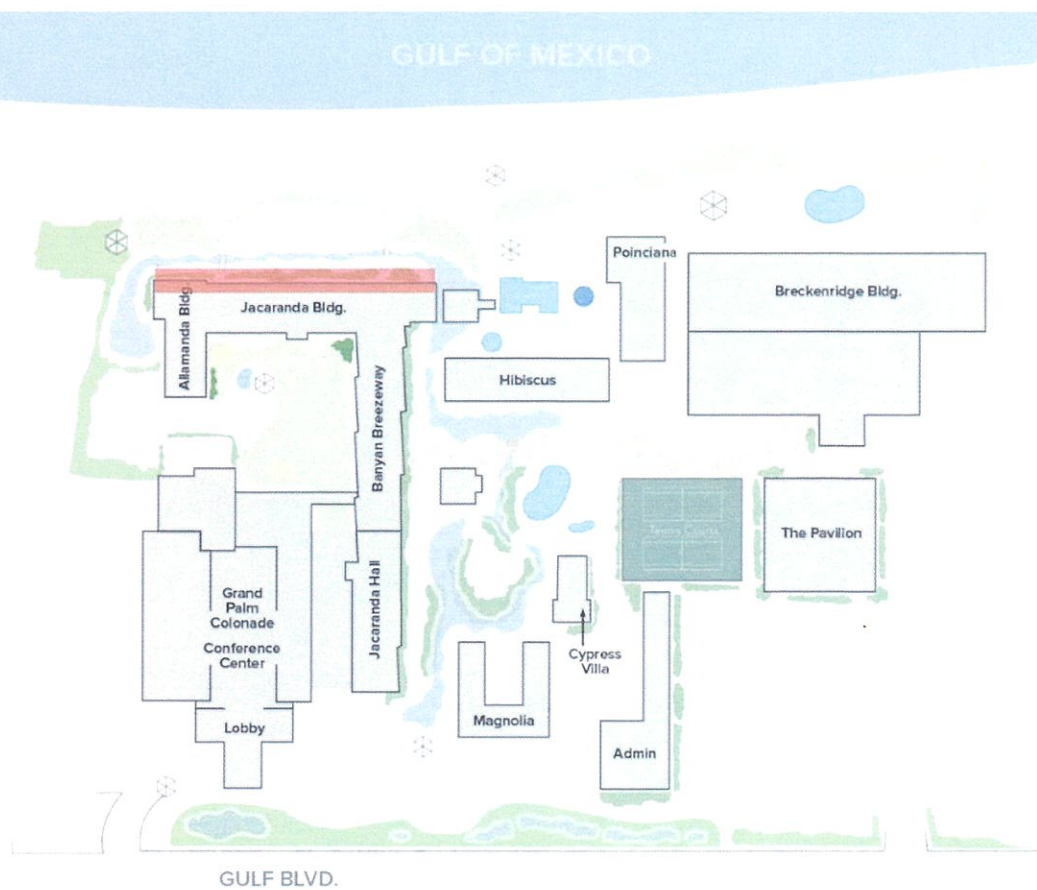 GULF OF MEXICO
Poinciana
Breckenridge Bldg.
Jacaranda Bldg.
Allamanda Bldg.
Hibiscus
Banyan Breezeway
Tennis Courts
The Pavilion
Grand
Palm
Colonade
Conference
Center
Jacaranda Hall
Cypress
Villa
Lobby
Magnolia
Admin
GULF BLVD.